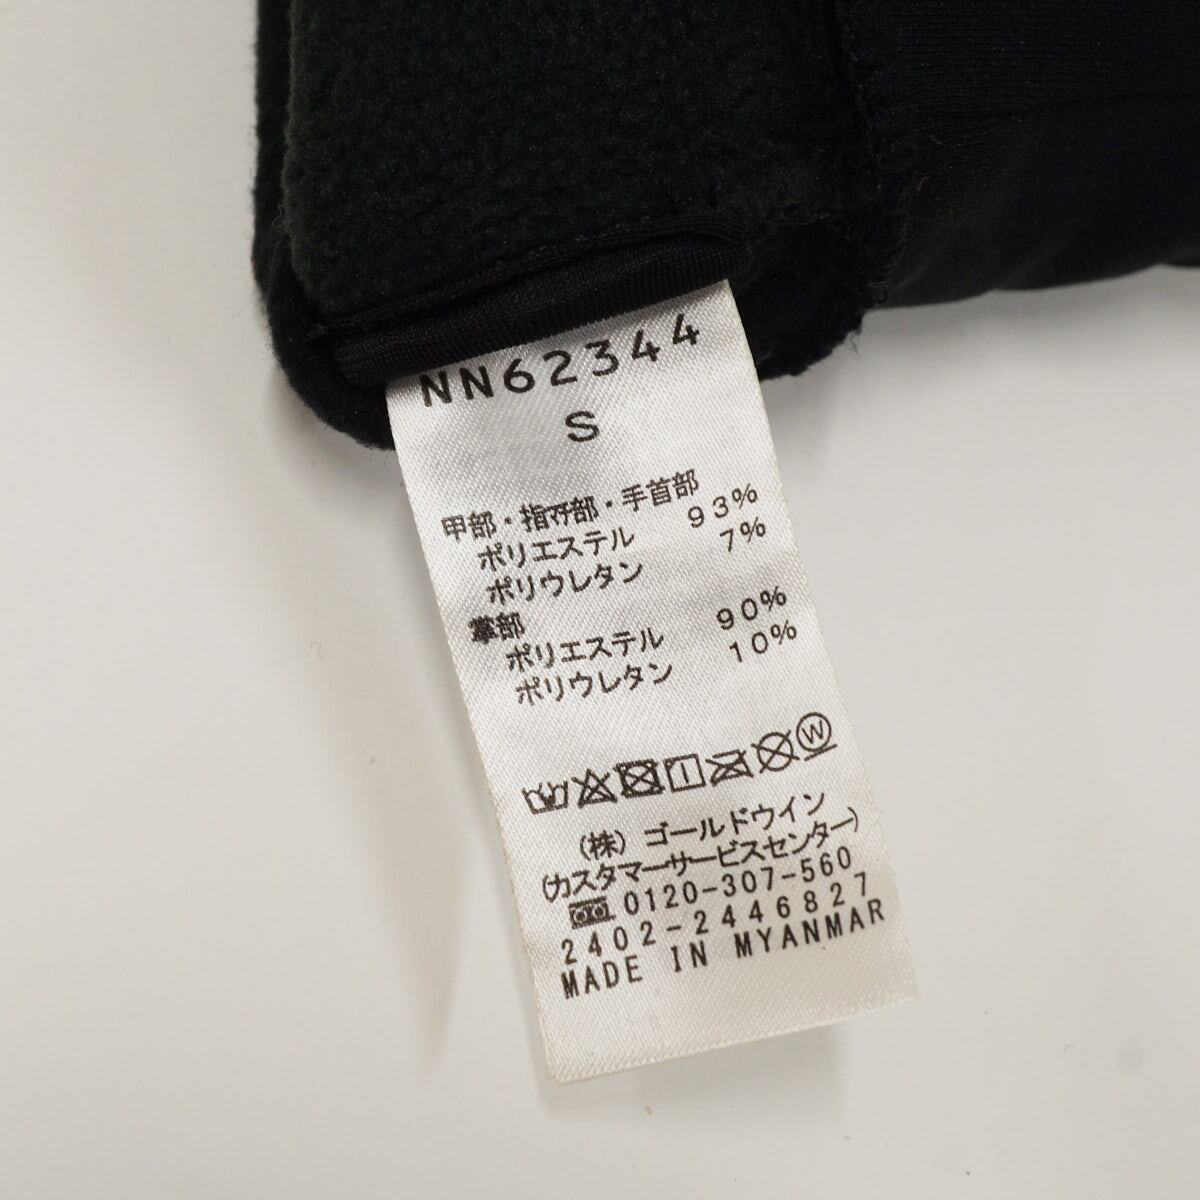 NN62344
S
甲部・指マチ部・手首部
ポリエステル 93%
ポリウレタン 7%
掌部
ポリエステル 90%
ポリウレタン 10%
W
(株) ゴールドウイン
(カスタマーサービスセンター)
0120-307-560
2402-2446827
MADE IN MYANMAR